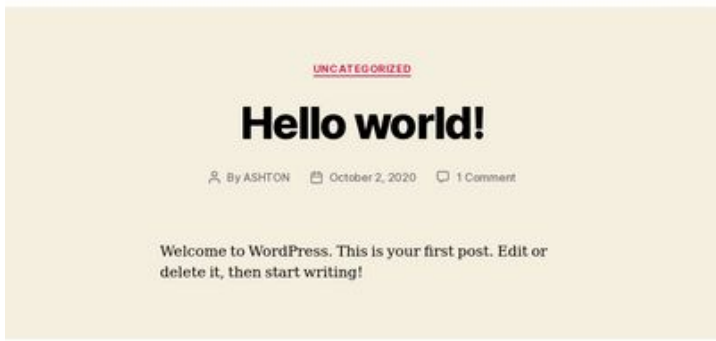 UNCATEGORIZED
Hello world!
By ASHTON October 2, 2020 1 Comment
Welcome to WordPress. This is your first post. Edit or
delete it, then start writing!